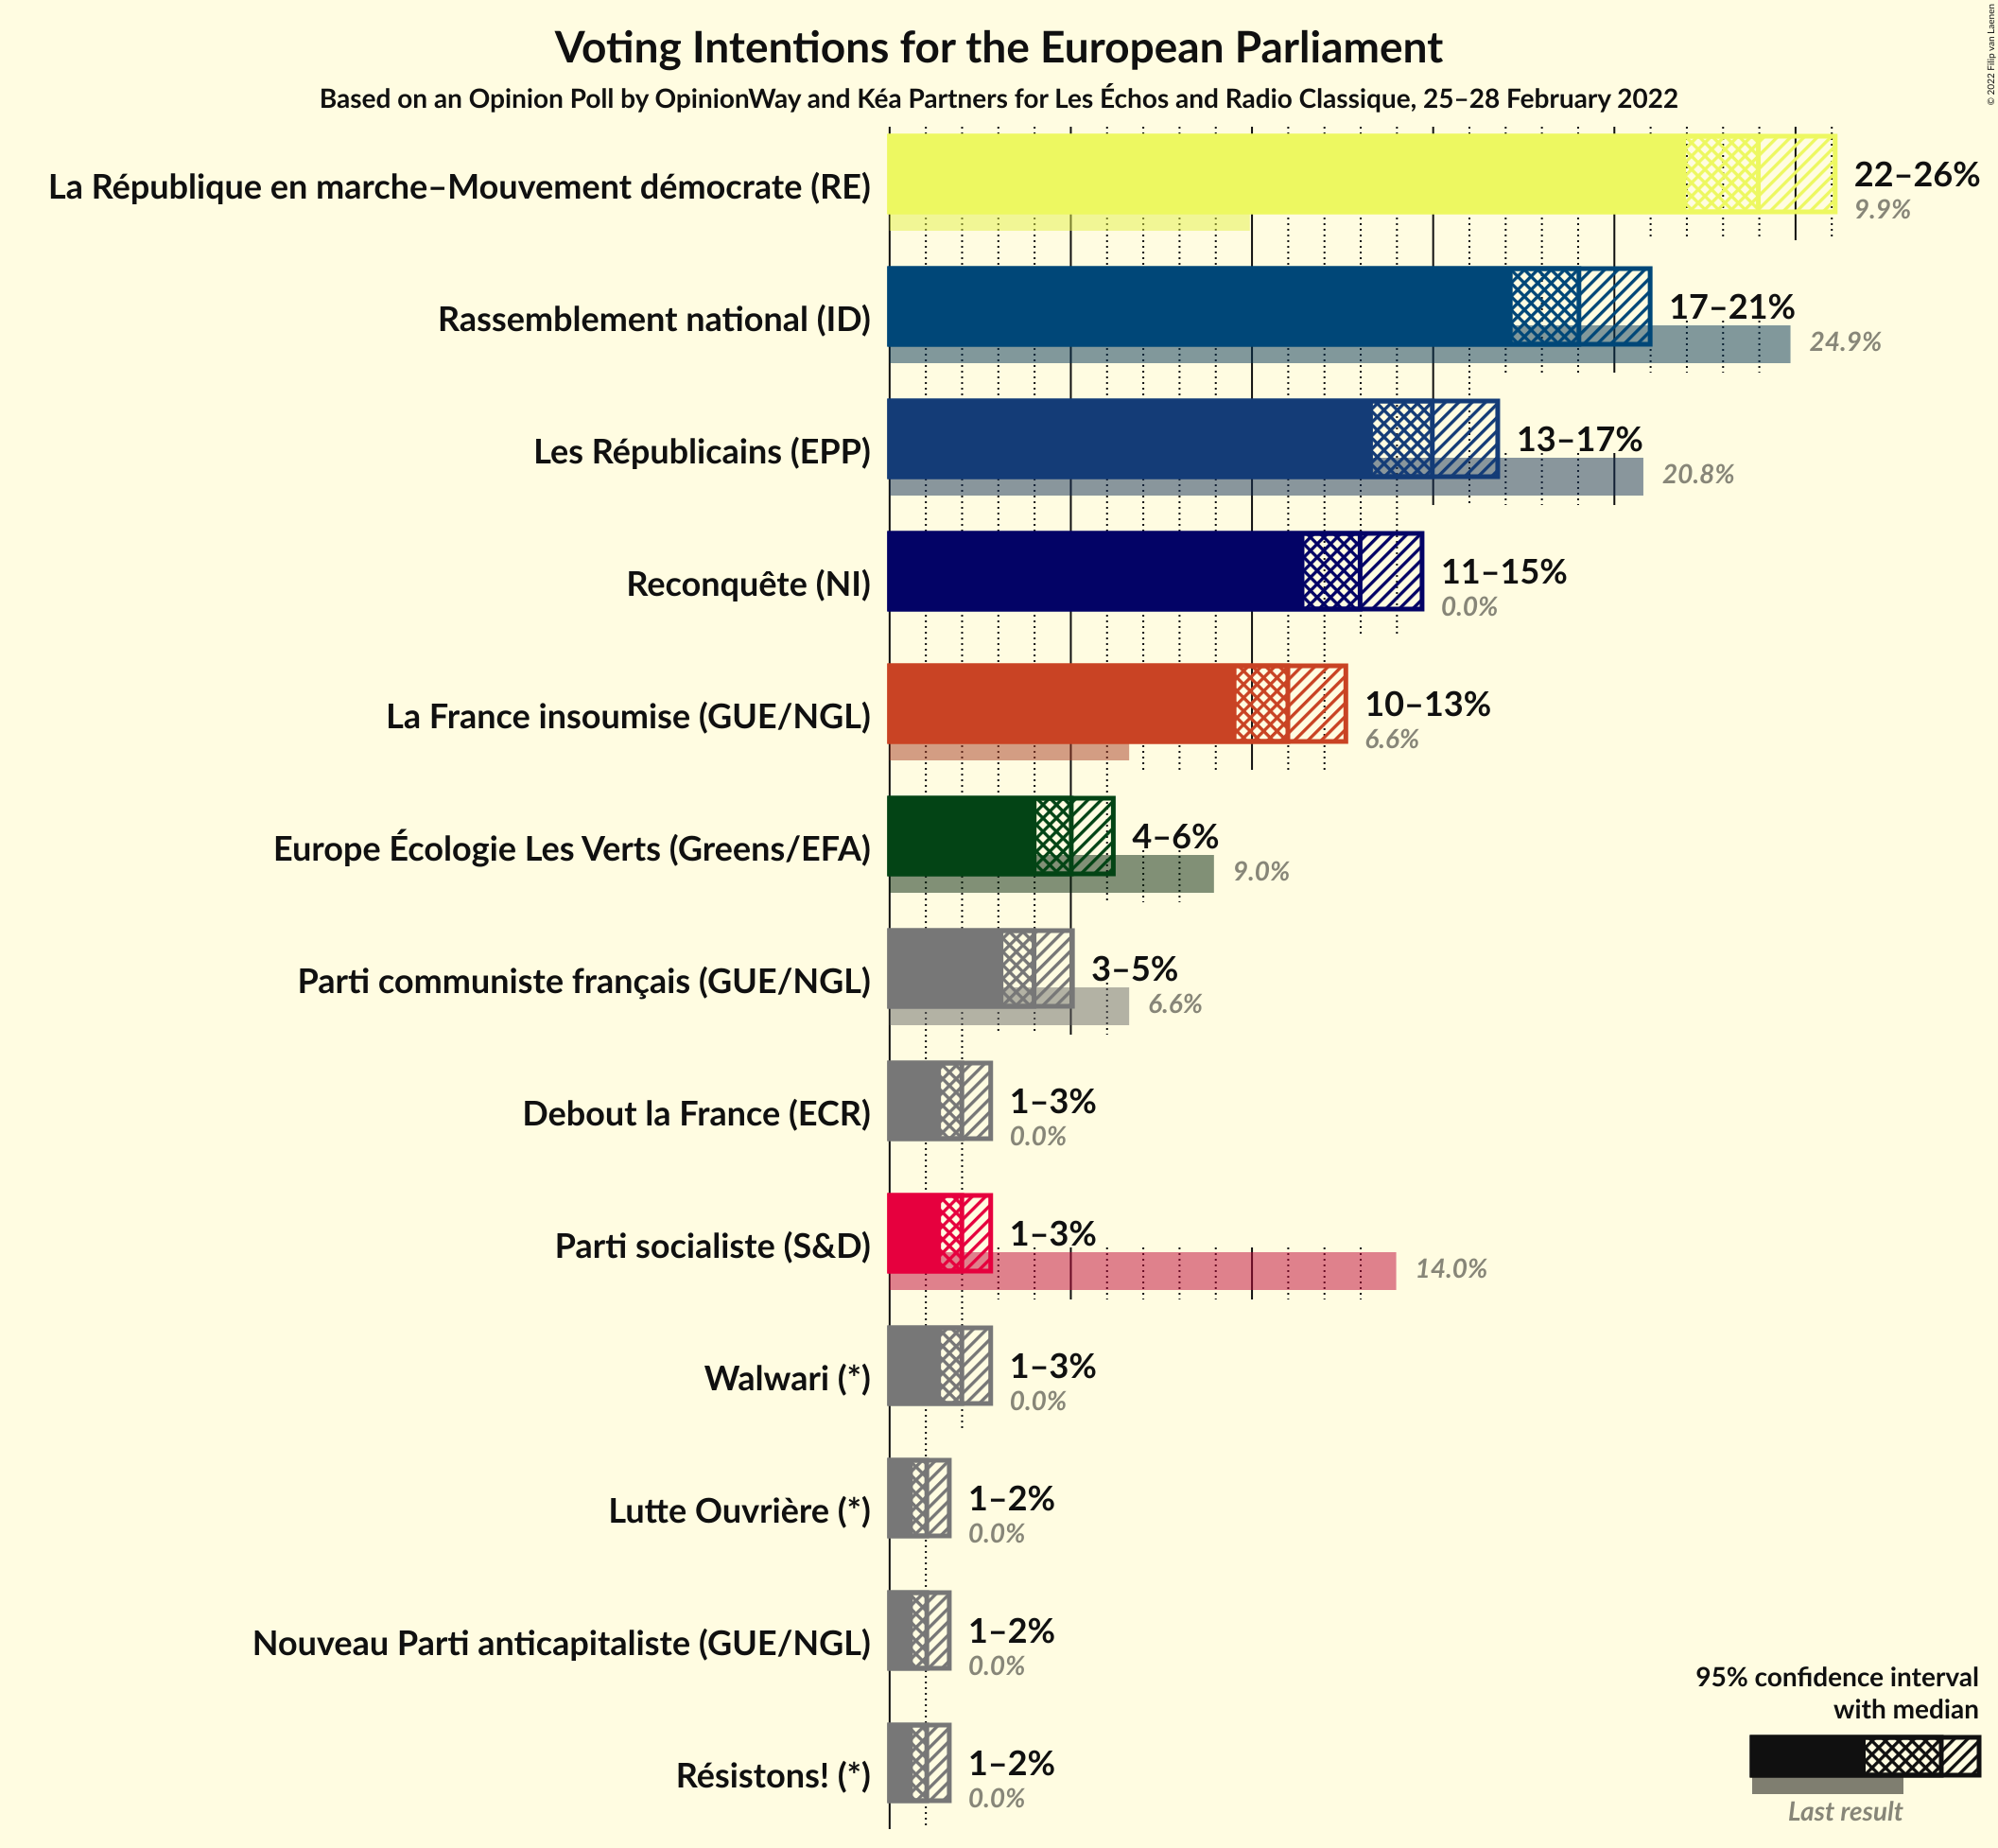 Voting Intentions for the European Parliament
Based on an Opinion Poll by OpinionWay and Kéa Partners for Les Échos and Radio Classique, 25–28 February 2022
© 2022 Filip van Laenen
La République en marche–Mouvement démocrate (RE)
22–26%
9.9%
Rassemblement national (ID)
17–21%
24.9%
Les Républicains (EPP)
13–17%
20.8%
Reconquête (NI)
11–15%
0.0%
La France insoumise (GUE/NGL)
10–13%
6.6%
Europe Écologie Les Verts (Greens/EFA)
4–6%
9.0%
Parti communiste français (GUE/NGL)
3–5%
6.6%
Debout la France (ECR)
1–3%
0.0%
Parti socialiste (S&D)
1–3%
14.0%
Walwari (*)
1–3%
0.0%
Lutte Ouvrière (*)
1–2%
0.0%
Nouveau Parti anticapitaliste (GUE/NGL)
1–2%
0.0%
Résistons! (*)
1–2%
0.0%
95% confidence interval
with median
Last result